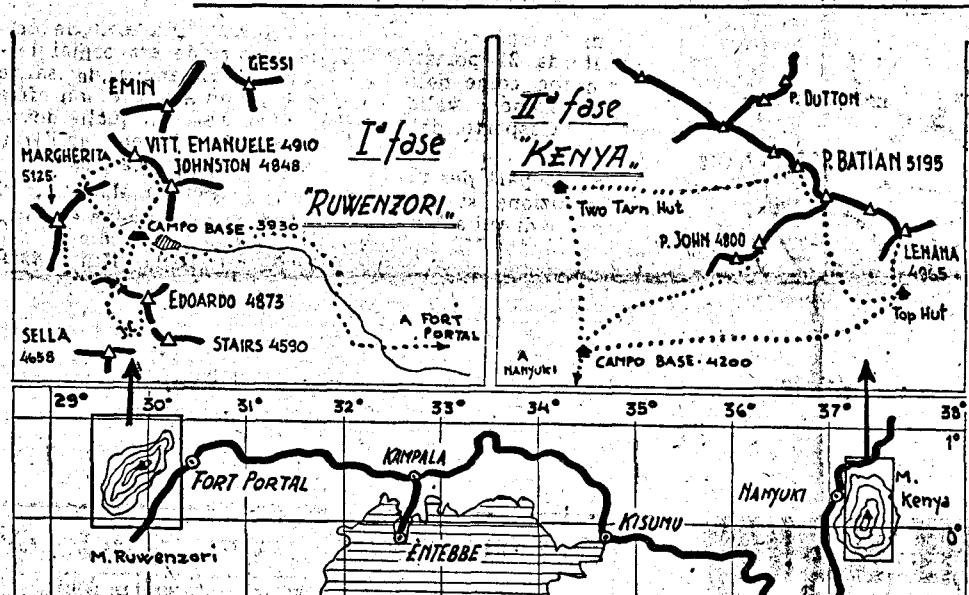 GESSI
EMIN
Iª fase
"RUWENZORI"
VITT. EMANUELE 4910
JOHNSTON 4848
MARGHERITA
5125
CAMPO BASE · 3930
EDOARDO 4873
A FORT
PORTAL
SELLA
4658
STAIRS 4590
IIª fase
"KENYA"
P. DUTTON
P. BATIAN 5195
TWO TARN HUT
P. JOHN 4800
LENANA
4965
Top Hut
A
NANYUKI
CAMPO BASE · 4200
29° 30° 31° 32° 33° 34° 35° 36° 37° 38°
1°
KAMPALA
FORT PORTAL
NANYUKI
M.
Kenya
KISUMU
0°
ENTEBBE
M. Ruwenzori